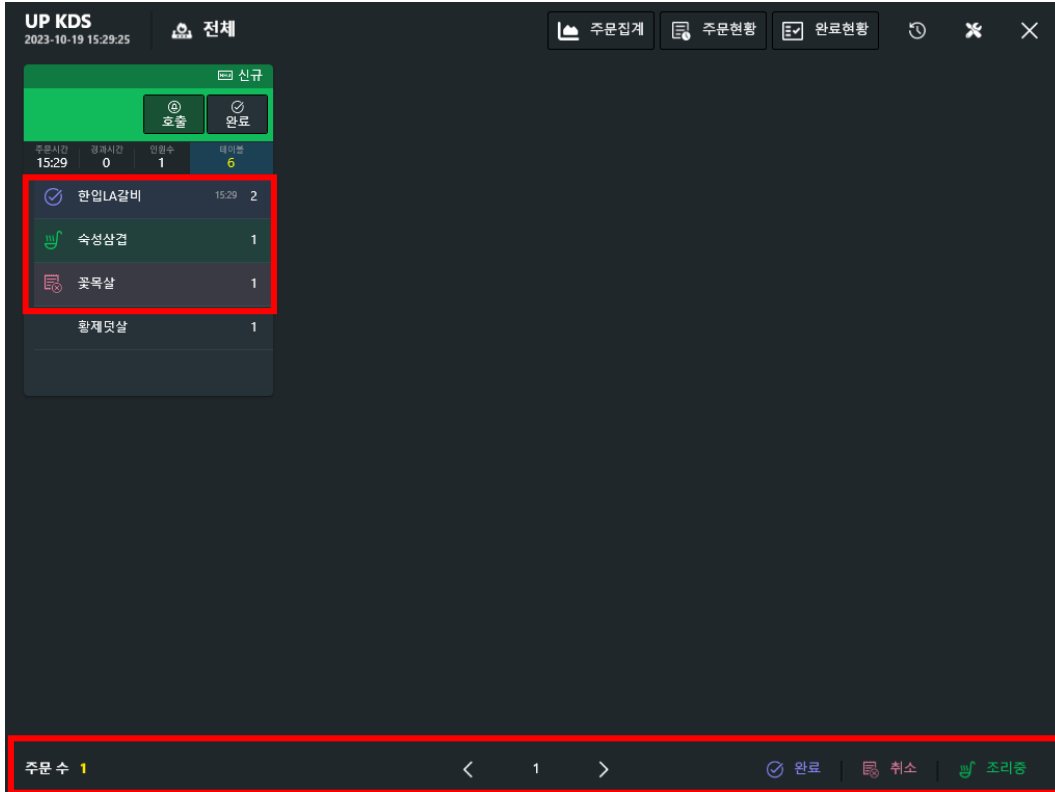 UP KDS
2023-10-19 15:29:25
전체
주문집계
주문현황
완료현황
신규
호출
완료
주문시간 경과시간 인원수 테이블
15:29 0 1 6
한입LA갈비 15:29 2
숙성삼겹 1
꽃목살 1
황제덧살 1
주문 수 1
1
완료 취소 조리중